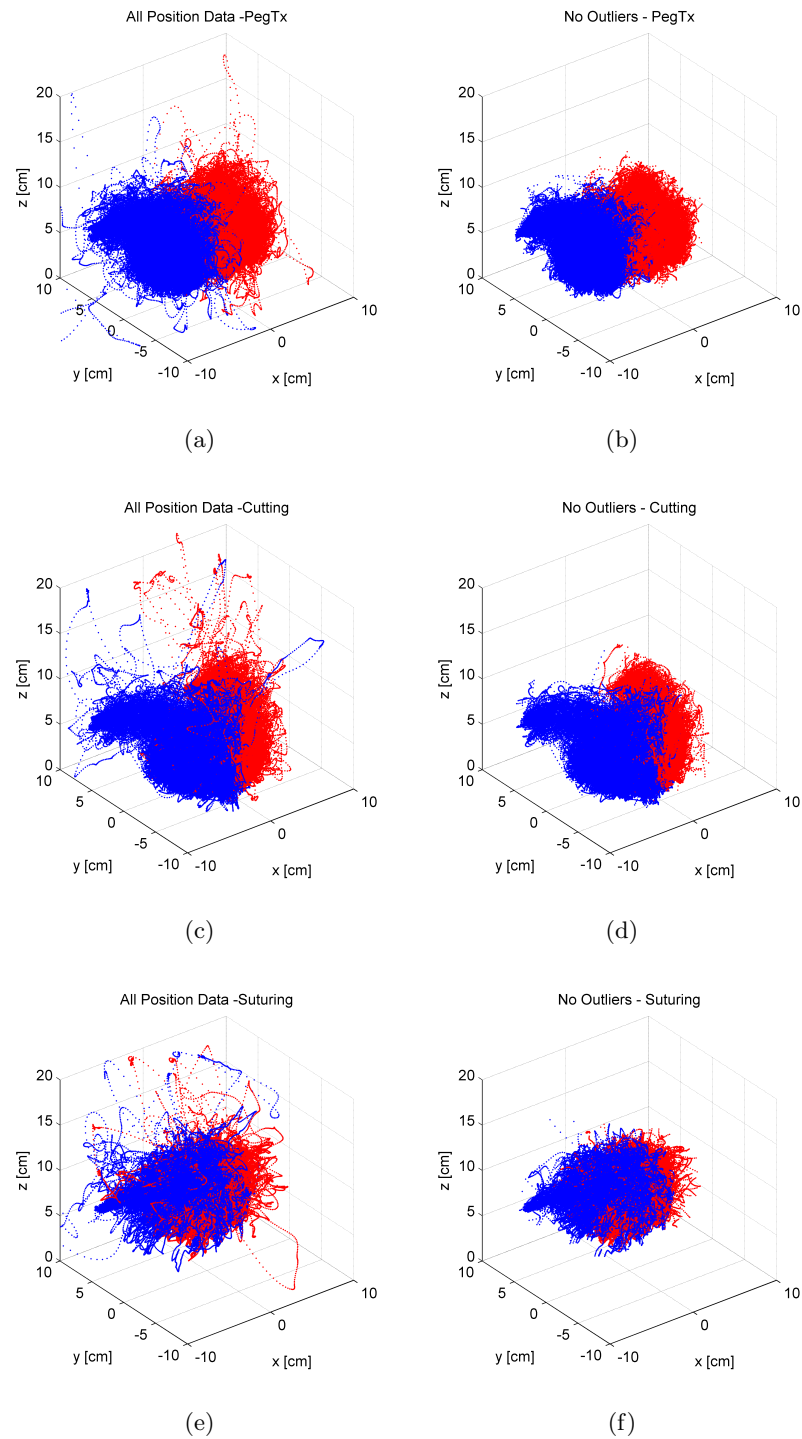 All Position Data -PegTx
No Outliers - PegTx
20
15
10
5
0
z [cm]
10
5
0
-5
-10
y [cm]
-10
0
10
x [cm]
20
15
10
5
0
z [cm]
10
5
0
-5
-10
y [cm]
-10
0
10
x [cm]
(a)
(b)
All Position Data -Cutting
No Outliers - Cutting
20
15
10
5
0
z [cm]
10
5
0
-5
-10
y [cm]
-10
0
10
x [cm]
20
15
10
5
0
z [cm]
10
5
0
-5
-10
y [cm]
-10
0
10
x [cm]
(c)
(d)
All Position Data -Suturing
No Outliers - Suturing
20
15
10
5
0
z [cm]
10
5
0
-5
-10
y [cm]
-10
0
10
x [cm]
20
15
10
5
0
z [cm]
10
5
0
-5
-10
y [cm]
-10
0
10
x [cm]
(e)
(f)